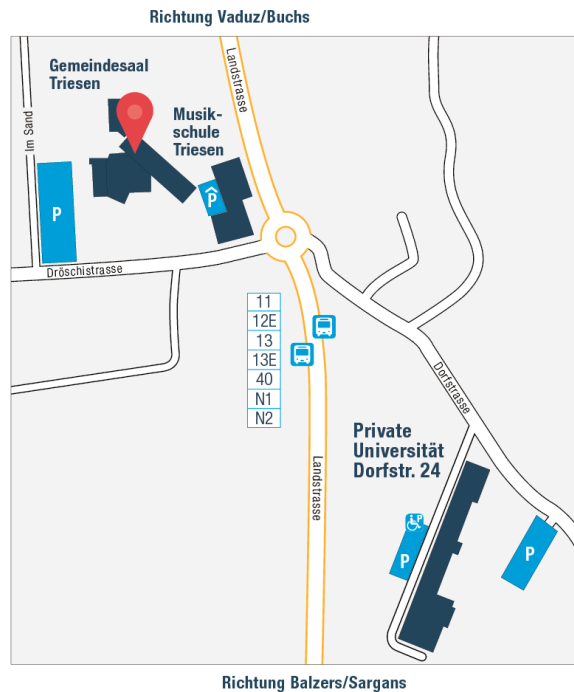 Richtung Vaduz/Buchs
Gemeindesaal
Triesen
Landstrasse
Im Sand
Musik-
schule
Triesen
P
P
Dröschistrasse
11
12E
13
13E
40
N1
N2
Dorfstrasse
Private
Universität
Dorfstr. 24
Landstrasse
P
P
P
Richtung Balzers/Sargans